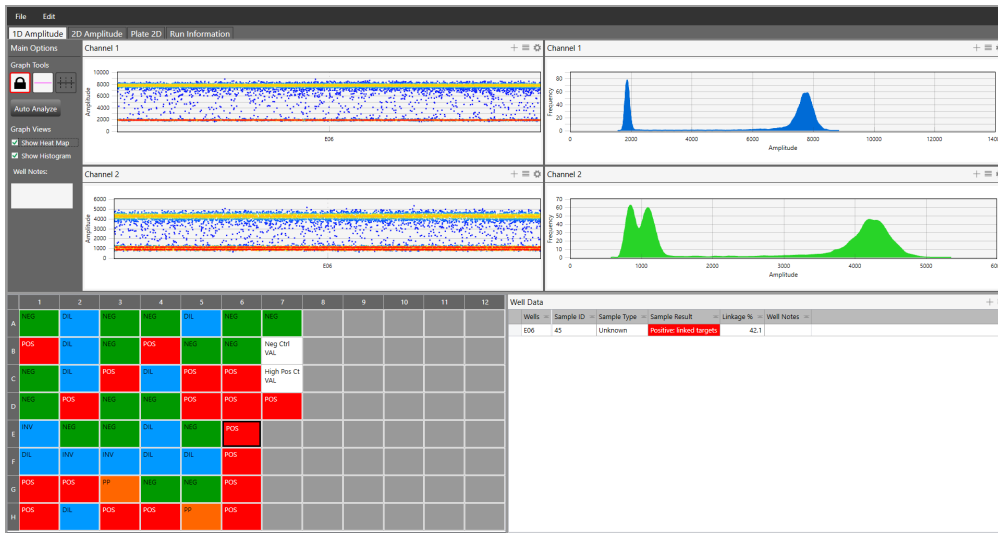 File Edit
1D Amplitude 2D Amplitude Plate 2D Run Information
Main Options
Graph Tools
Auto Analyze
Graph Views
Show Heat Map
Show Histogram
Well Notes:
Channel 1
10000
8000
6000
4000
2000
0
Amplitude
E06
Channel 1
80
60
40
20
0
Frequency
0 2000 4000 6000 8000 10000 12000
Amplitude
Channel 2
6000
5000
4000
3000
2000
1000
0
Amplitude
E06
Channel 2
70
60
50
40
30
20
10
0
Frequency
0 1000 2000 3000 4000 5000
Amplitude
1 2 3 4 5 6 7 8 9 10 11 12
A NEG DIL NEG NEG DIL NEG NEG
B POS DIL NEG POS NEG NEG Neg Ctrl
VAL
C NEG DIL POS DIL POS POS High Pos Ct
VAL
D NEG POS NEG NEG POS POS POS
E INV NEG NEG DIL NEG POS
F DIL INV INV DIL DIL POS
G POS POS PP NEG NEG POS
H POS DIL POS POS PP POS
Well Data
Wells Sample ID Sample Type Sample Result Linkage % Well Notes
E06 45 Unknown Positive: linked targets 42.1